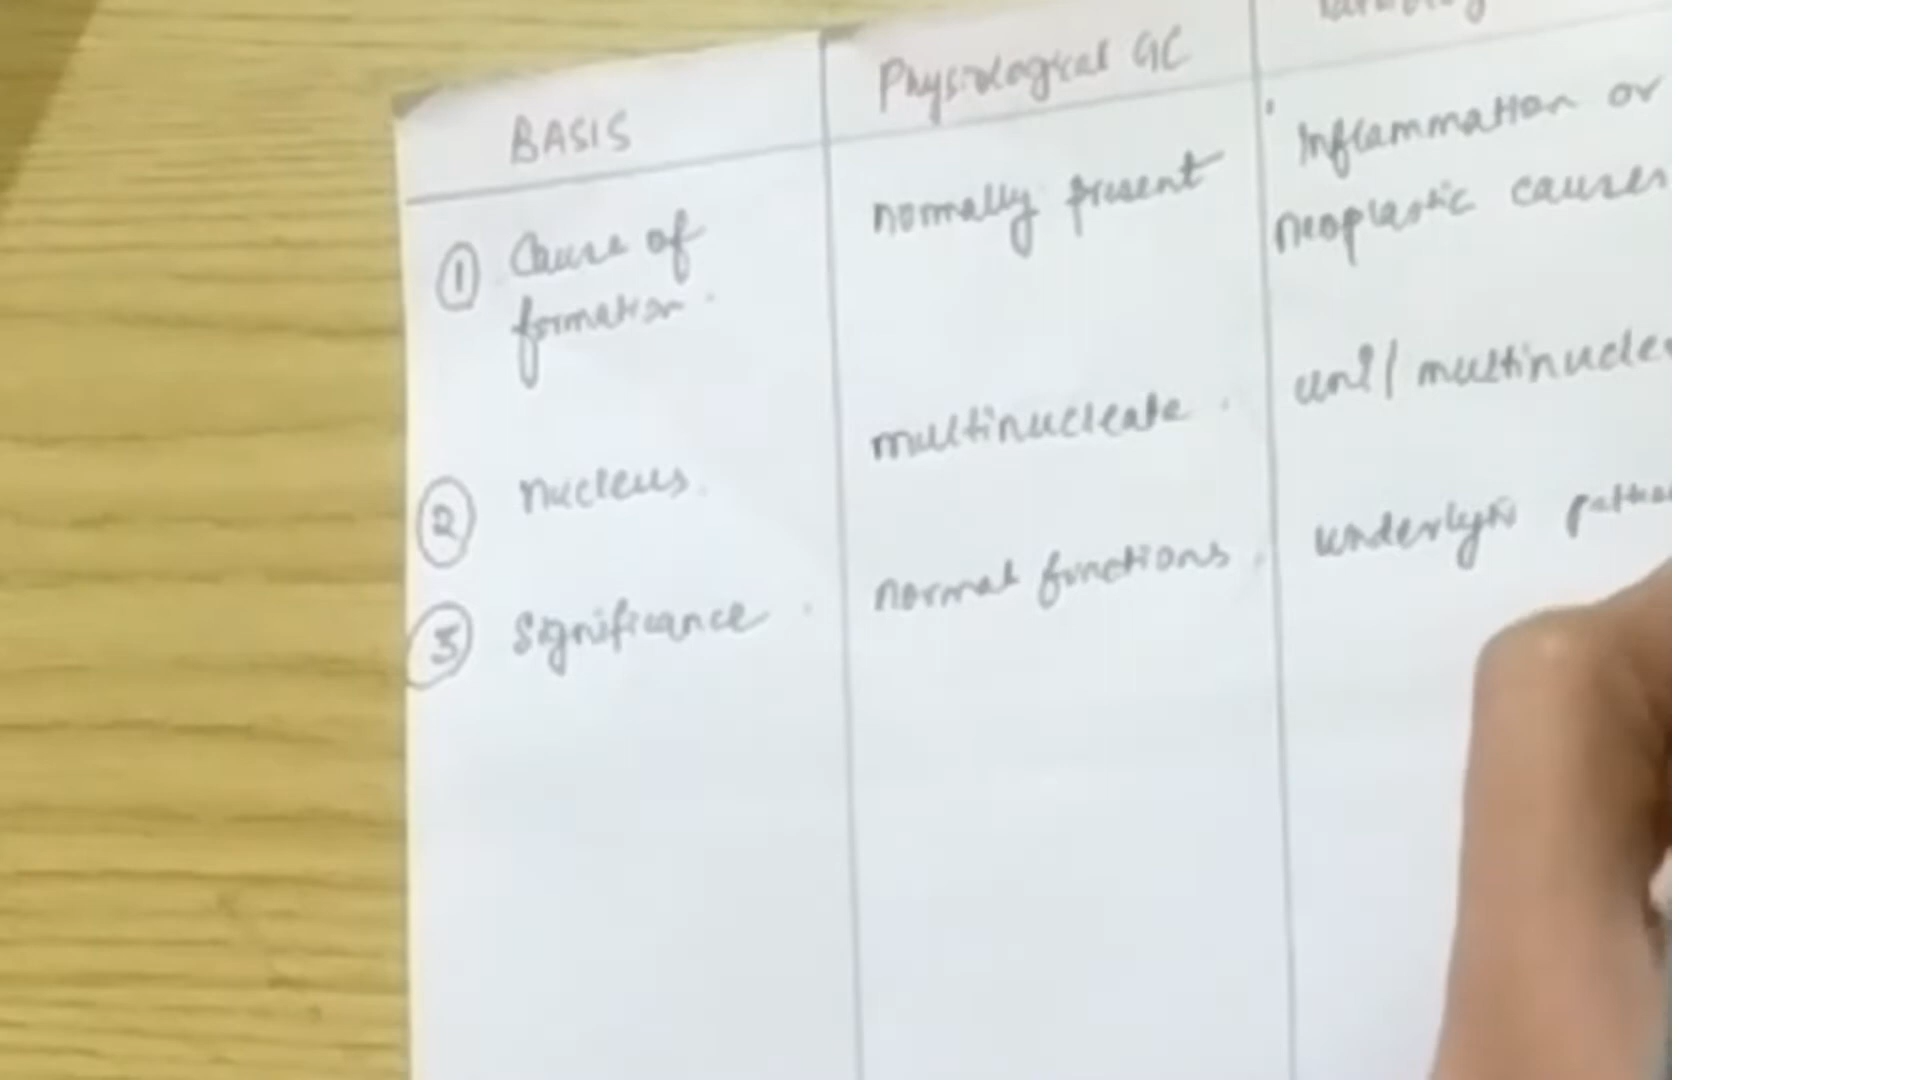 BASIS
Physiological GC
① Cause of
formation.
normally present
Inflammation or
neoplastic causes
② nucleus.
multinucleate.
uni/multinucle
③ Significance.
normal functions.